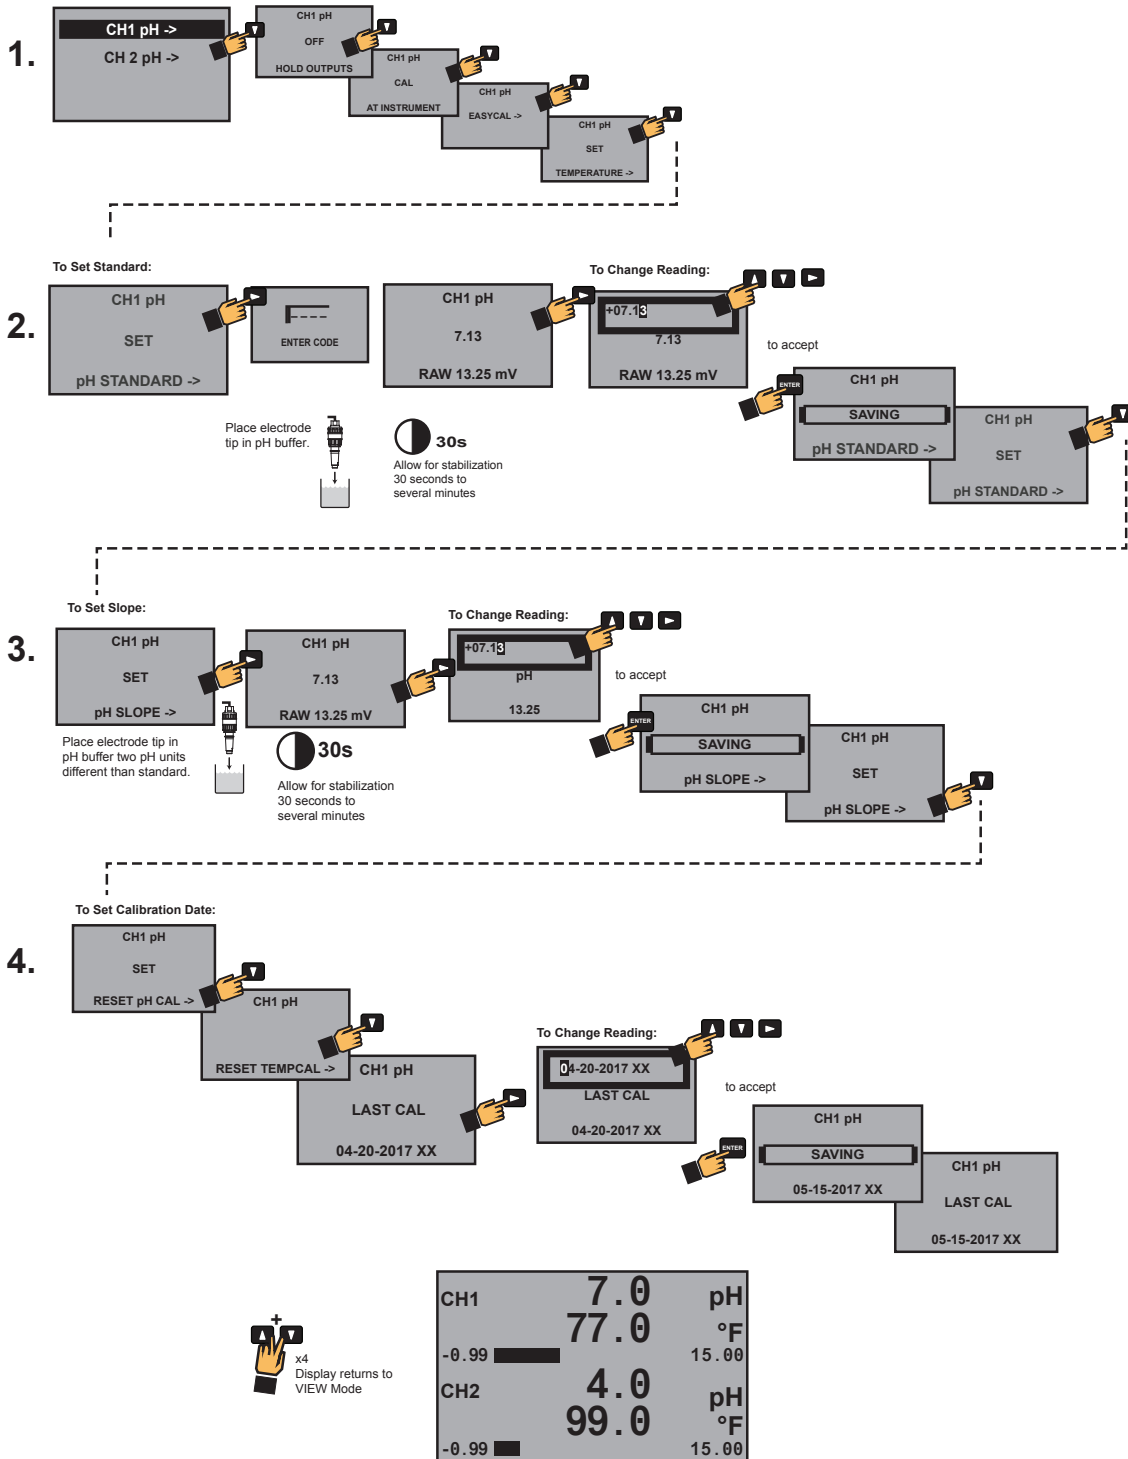 1.
CH1 pH ->
CH 2 pH ->
CH1 pH
OFF
HOLD OUTPUTS
CH1 pH
CAL
AT INSTRUMENT
CH1 pH
EASYCAL ->
CH1 pH
SET
TEMPERATURE ->
2.
To Set Standard:
CH1 pH
SET
pH STANDARD ->
----
ENTER CODE
CH1 pH
7.13
RAW 13.25 mV
To Change Reading:
+07.13
7.13
RAW 13.25 mV
to accept
ENTER
CH1 pH
SAVING
pH STANDARD ->
CH1 pH
SET
pH STANDARD ->
Place electrode
tip in pH buffer.
30s
Allow for stabilization
30 seconds to
several minutes
3.
To Set Slope:
CH1 pH
SET
pH SLOPE ->
Place electrode tip in
pH buffer two pH units
different than standard.
CH1 pH
7.13
RAW 13.25 mV
30s
Allow for stabilization
30 seconds to
several minutes
To Change Reading:
+07.13
pH
13.25
to accept
ENTER
CH1 pH
SAVING
pH SLOPE ->
CH1 pH
SET
pH SLOPE ->
4.
To Set Calibration Date:
CH1 pH
SET
RESET pH CAL ->
CH1 pH
RESET TEMPCAL ->
CH1 pH
LAST CAL
04-20-2017 XX
To Change Reading:
04-20-2017 XX
LAST CAL
04-20-2017 XX
to accept
ENTER
CH1 pH
SAVING
05-15-2017 XX
CH1 pH
LAST CAL
05-15-2017 XX
+
x4
Display returns to
VIEW Mode
CH1 7.0 pH
77.0 °F
-0.99 15.00
CH2 4.0 pH
99.0 °F
-0.99 15.00